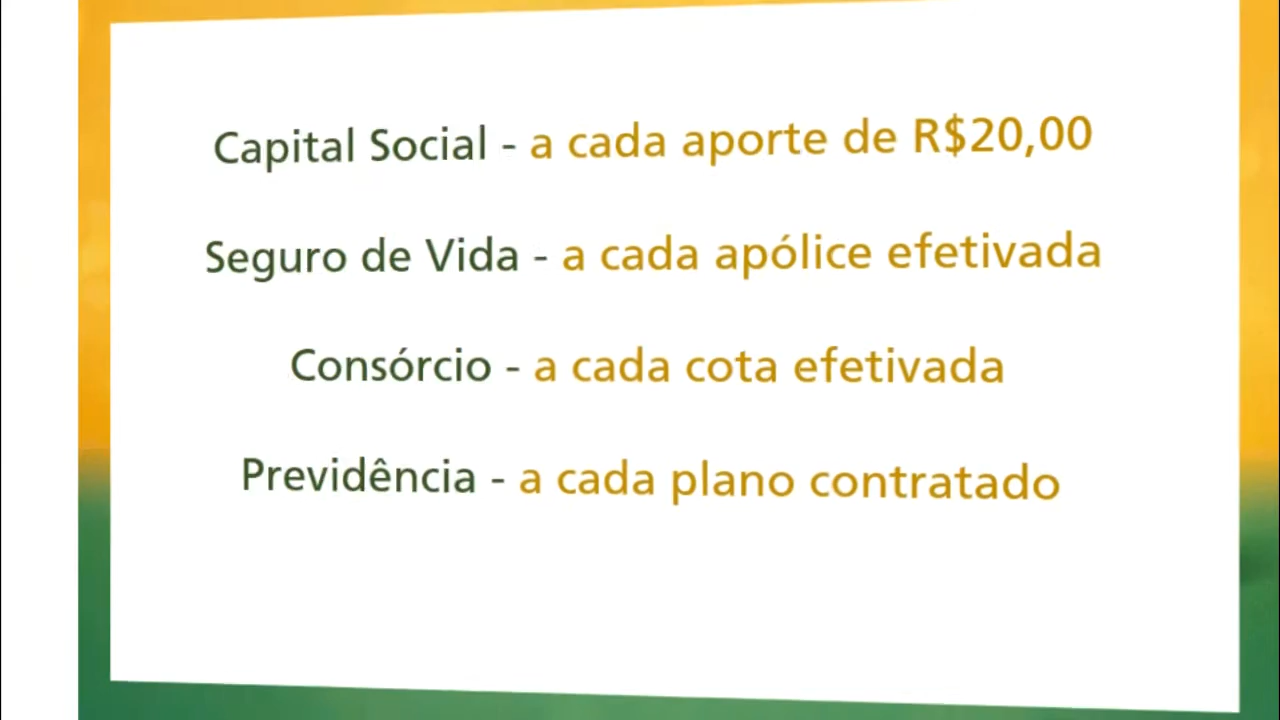 Capital Social - a cada aporte de R$20,00
Seguro de Vida - a cada apólice efetivada
Consórcio - a cada cota efetivada
Previdência - a cada plano contratado